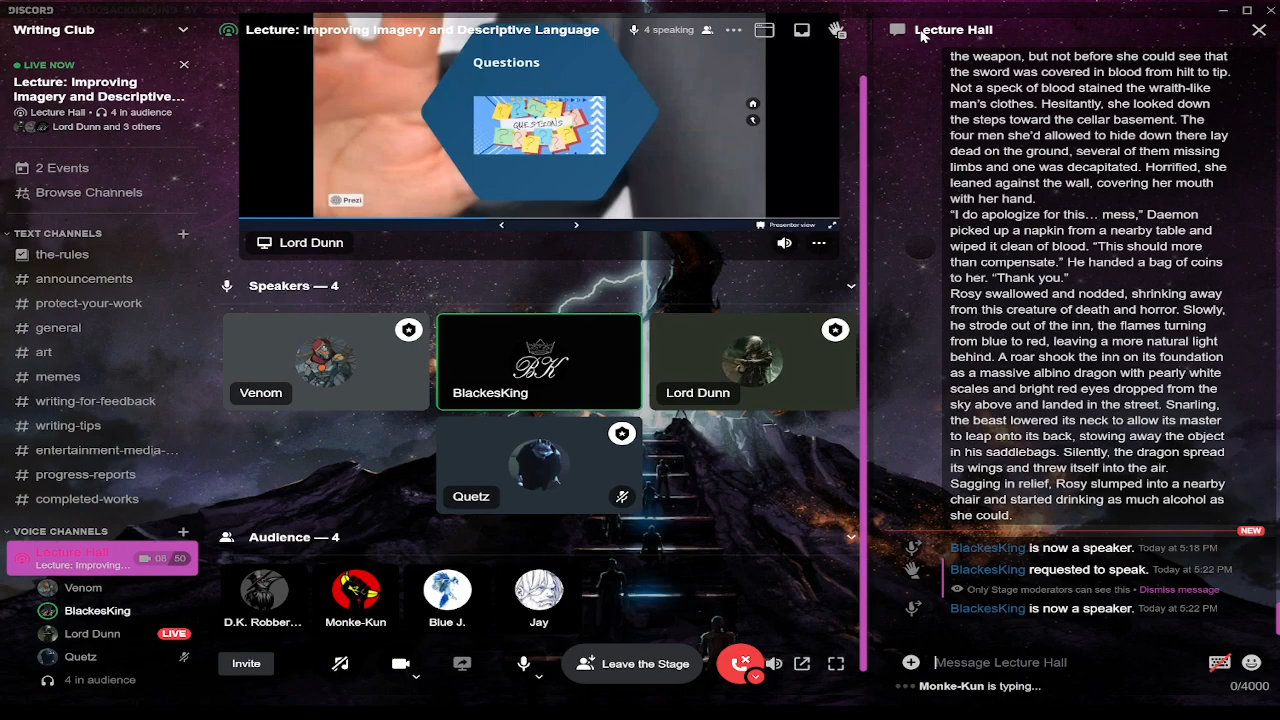 DISCORD
Writing Club
LIVE NOW
Lecture: Improving
Imagery and Descriptive...
Lecture Hall • 4 in audience
Lord Dunn and 3 others
2 Events
Browse Channels
TEXT CHANNELS
the-rules
announcements
protect-your-work
general
art
memes
writing-for-feedback
writing-tips
entertainment-media-...
progress-reports
completed-works
VOICE CHANNELS
Lecture Hall
08 50
Lecture: Improving...
Venom
BlackesKing
Lord Dunn LIVE
Quetz
4 in audience
Lecture: Improving Imagery and Descriptive Language
4 speaking
Questions
QUESTIONS
Prezi
Presenter view
Lord Dunn
Speakers — 4
Venom
BK
BlackesKing
Lord Dunn
Quetz
Audience — 4
D.K. Robber...
Monke-Kun
Blue J.
Jay
Invite
Leave the Stage
Lecture Hall
the weapon, but not before she could see that
the sword was covered in blood from hilt to tip.
Not a speck of blood stained the wraith-like
man's clothes. Hesitantly, she looked down
the steps toward the cellar basement. The
four men she'd allowed to hide down there lay
dead on the ground, several of them missing
limbs and one was decapitated. Horrified, she
leaned against the wall, covering her mouth
with her hand.
“I do apologize for this… mess,” Daemon
picked up a napkin from a nearby table and
wiped it clean of blood. “This should more
than compensate.” He handed a bag of coins
to her. “Thank you.”
Rosy swallowed and nodded, shrinking away
from this creature of death and horror. Slowly,
he strode out of the inn, the flames turning
from blue to red, leaving a more natural light
behind. A roar shook the inn on its foundation
as a massive albino dragon with pearly white
scales and bright red eyes dropped from the
sky above and landed in the street. Snarling,
the beast lowered its neck to allow its master
to leap onto its back, stowing away the object
in his saddlebags. Silently, the dragon spread
its wings and threw itself into the air.
Sagging in relief, Rosy slumped into a nearby
chair and started drinking as much alcohol as
she could.
NEW
BlackesKing is now a speaker. Today at 5:18 PM
BlackesKing requested to speak. Today at 5:22 PM
Only Stage moderators can see this • Dismiss message
BlackesKing is now a speaker. Today at 5:22 PM
Message Lecture Hall
Monke-Kun is typing...
0/4000